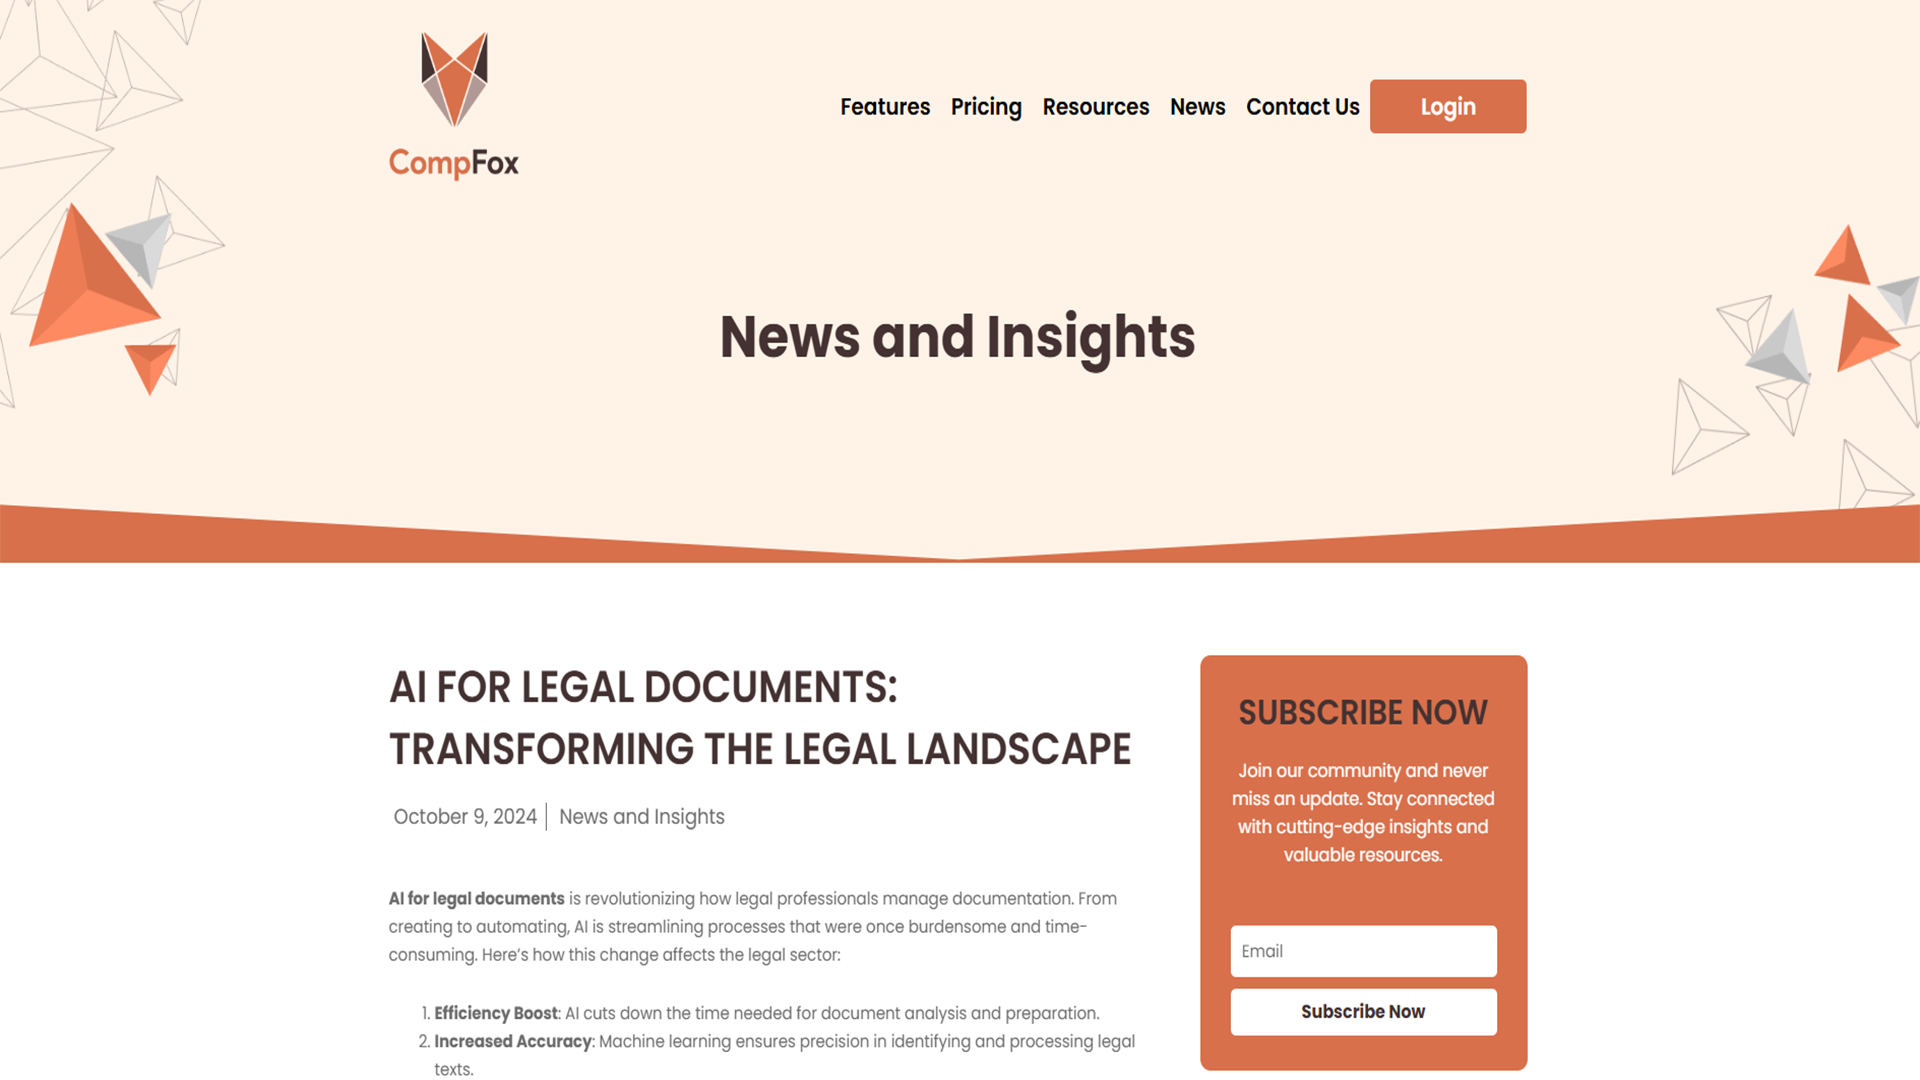 CompFox
Features Pricing Resources News Contact Us Login
News and Insights
AI FOR LEGAL DOCUMENTS:
TRANSFORMING THE LEGAL LANDSCAPE
October 9, 2024 | News and Insights
AI for legal documents is revolutionizing how legal professionals manage documentation. From
creating to automating, AI is streamlining processes that were once burdensome and time-
consuming. Here’s how this change affects the legal sector:
1. Efficiency Boost: AI cuts down the time needed for document analysis and preparation.
2. Increased Accuracy: Machine learning ensures precision in identifying and processing legal
texts.
SUBSCRIBE NOW
Join our community and never
miss an update. Stay connected
with cutting-edge insights and
valuable resources.
Email
Subscribe Now